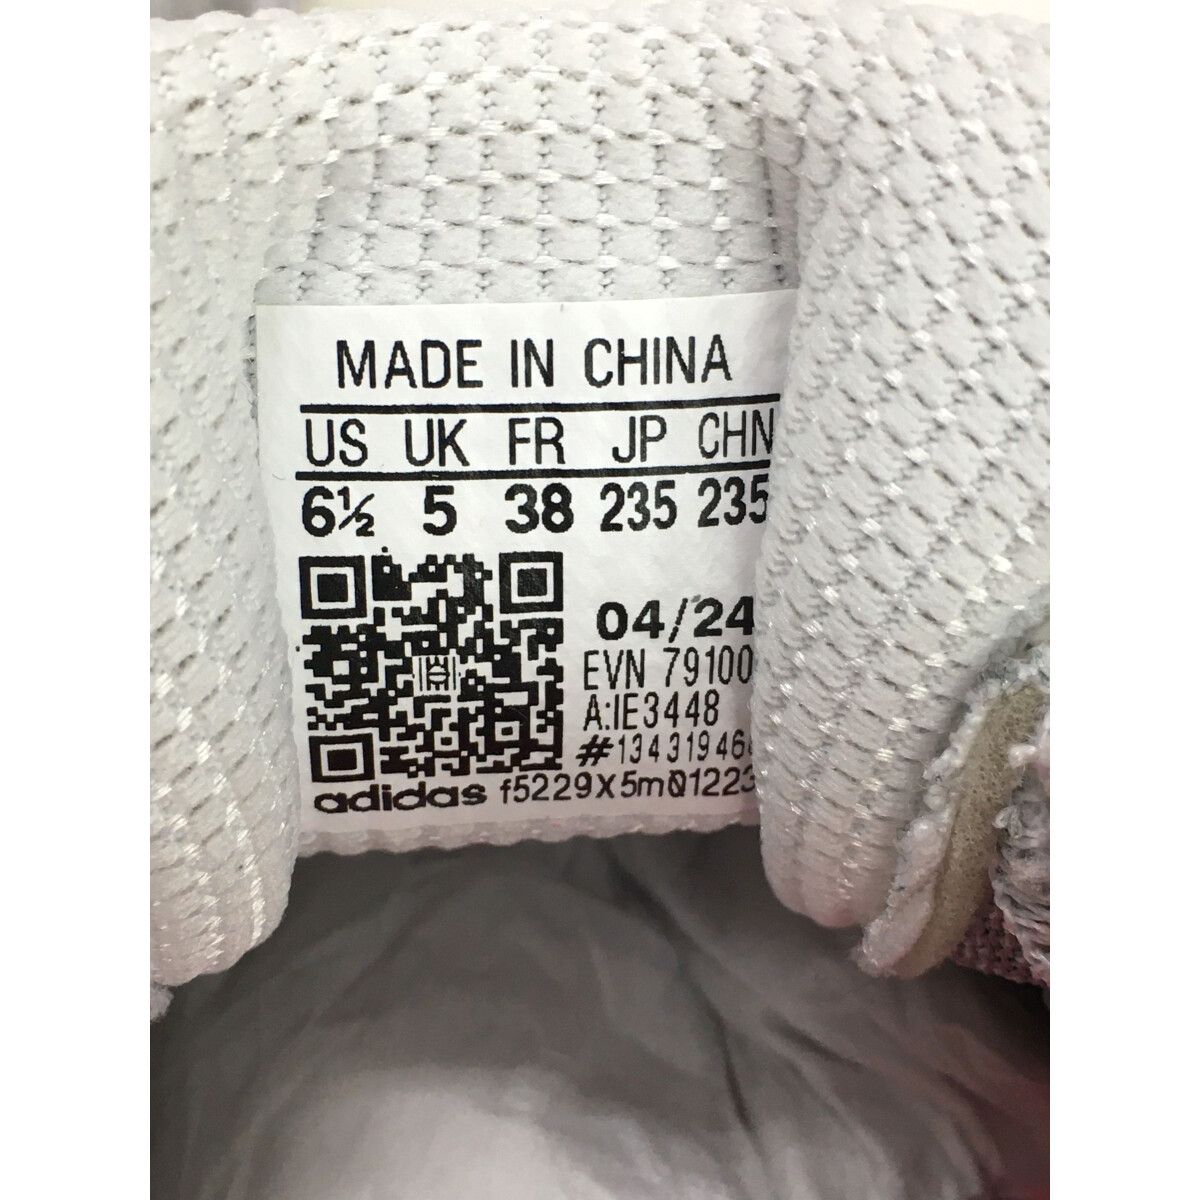 MADE IN CHINA
US UK FR JP CHN
6½ 5 38 235 235
04/24
EVN 79100
A:IE3448
#13431946
adidas f5229X5m01223